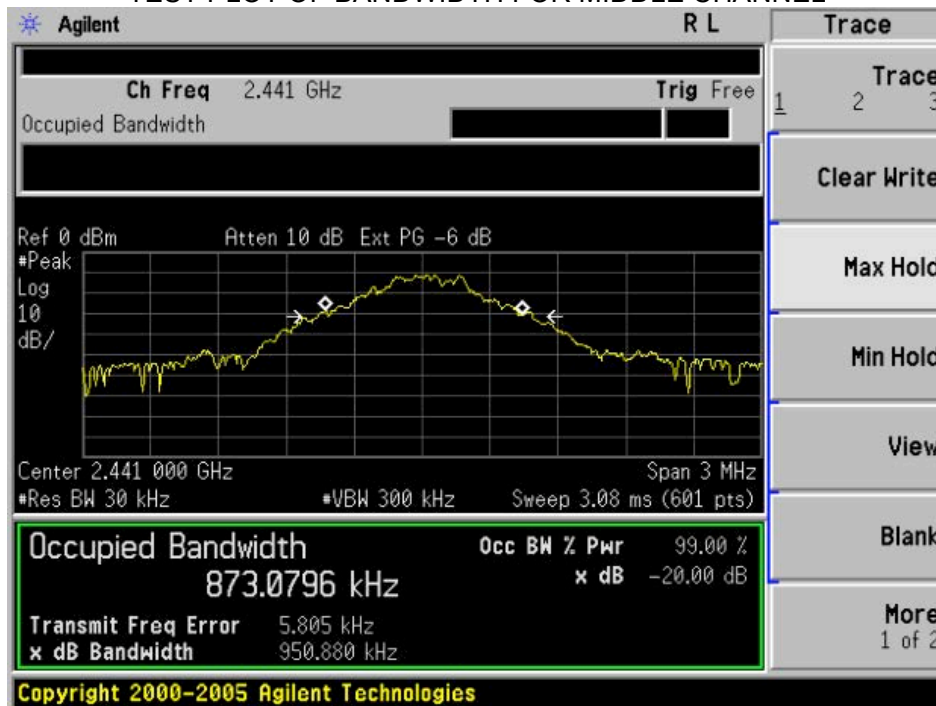 Agilent R L Trace
Ch Freq 2.441 GHz Trig Free
Occupied Bandwidth
Trace
1 2 3
Clear Write
Max Hold
Min Hold
View
Blank
More
1 of 2
Ref 0 dBm Atten 10 dB Ext PG -6 dB
#Peak
Log
10
dB/
Center 2.441 000 GHz Span 3 MHz
#Res BW 30 kHz #VBW 300 kHz Sweep 3.08 ms (601 pts)
Occupied Bandwidth Occ BW % Pwr 99.00 %
873.0796 kHz x dB -20.00 dB
Transmit Freq Error 5.805 kHz
x dB Bandwidth 950.880 kHz
Copyright 2000-2005 Agilent Technologies